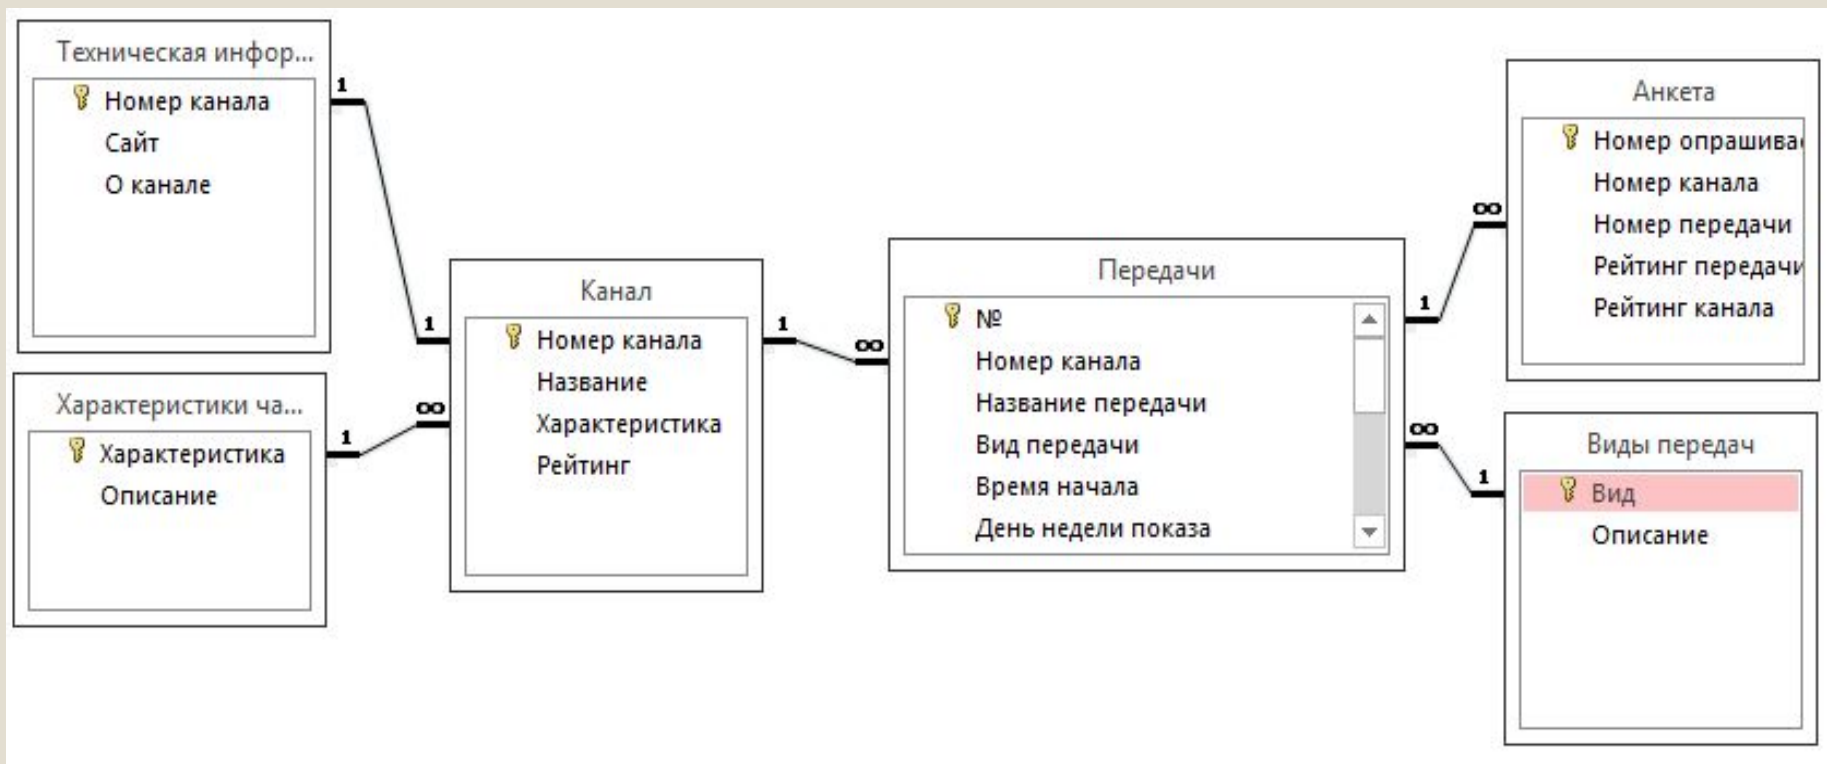 Техническая инфор...
Номер канала
Сайт
О канале
1
1
Характеристики ча...
Характеристика
Описание
1
∞
Канал
Номер канала
Название
Характеристика
Рейтинг
1
∞
Передачи
№
Номер канала
Название передачи
Вид передачи
Время начала
День недели показа
1
∞
∞
1
Анкета
Номер опрашива
Номер канала
Номер передачи
Рейтинг передачи
Рейтинг канала
Виды передач
Вид
Описание